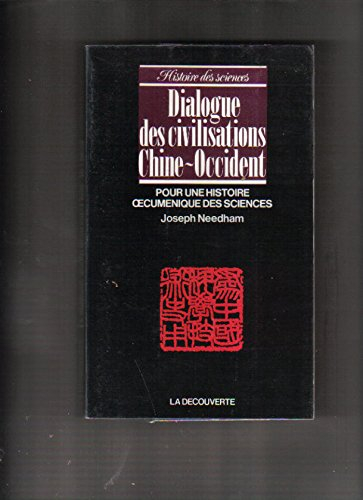 Histoire des sciences
Dialogue
des civilisations
Chine~Occident
POUR UNE HISTOIRE
ŒCUMENIQUE DES SCIENCES
Joseph Needham
LA DECOUVERTE